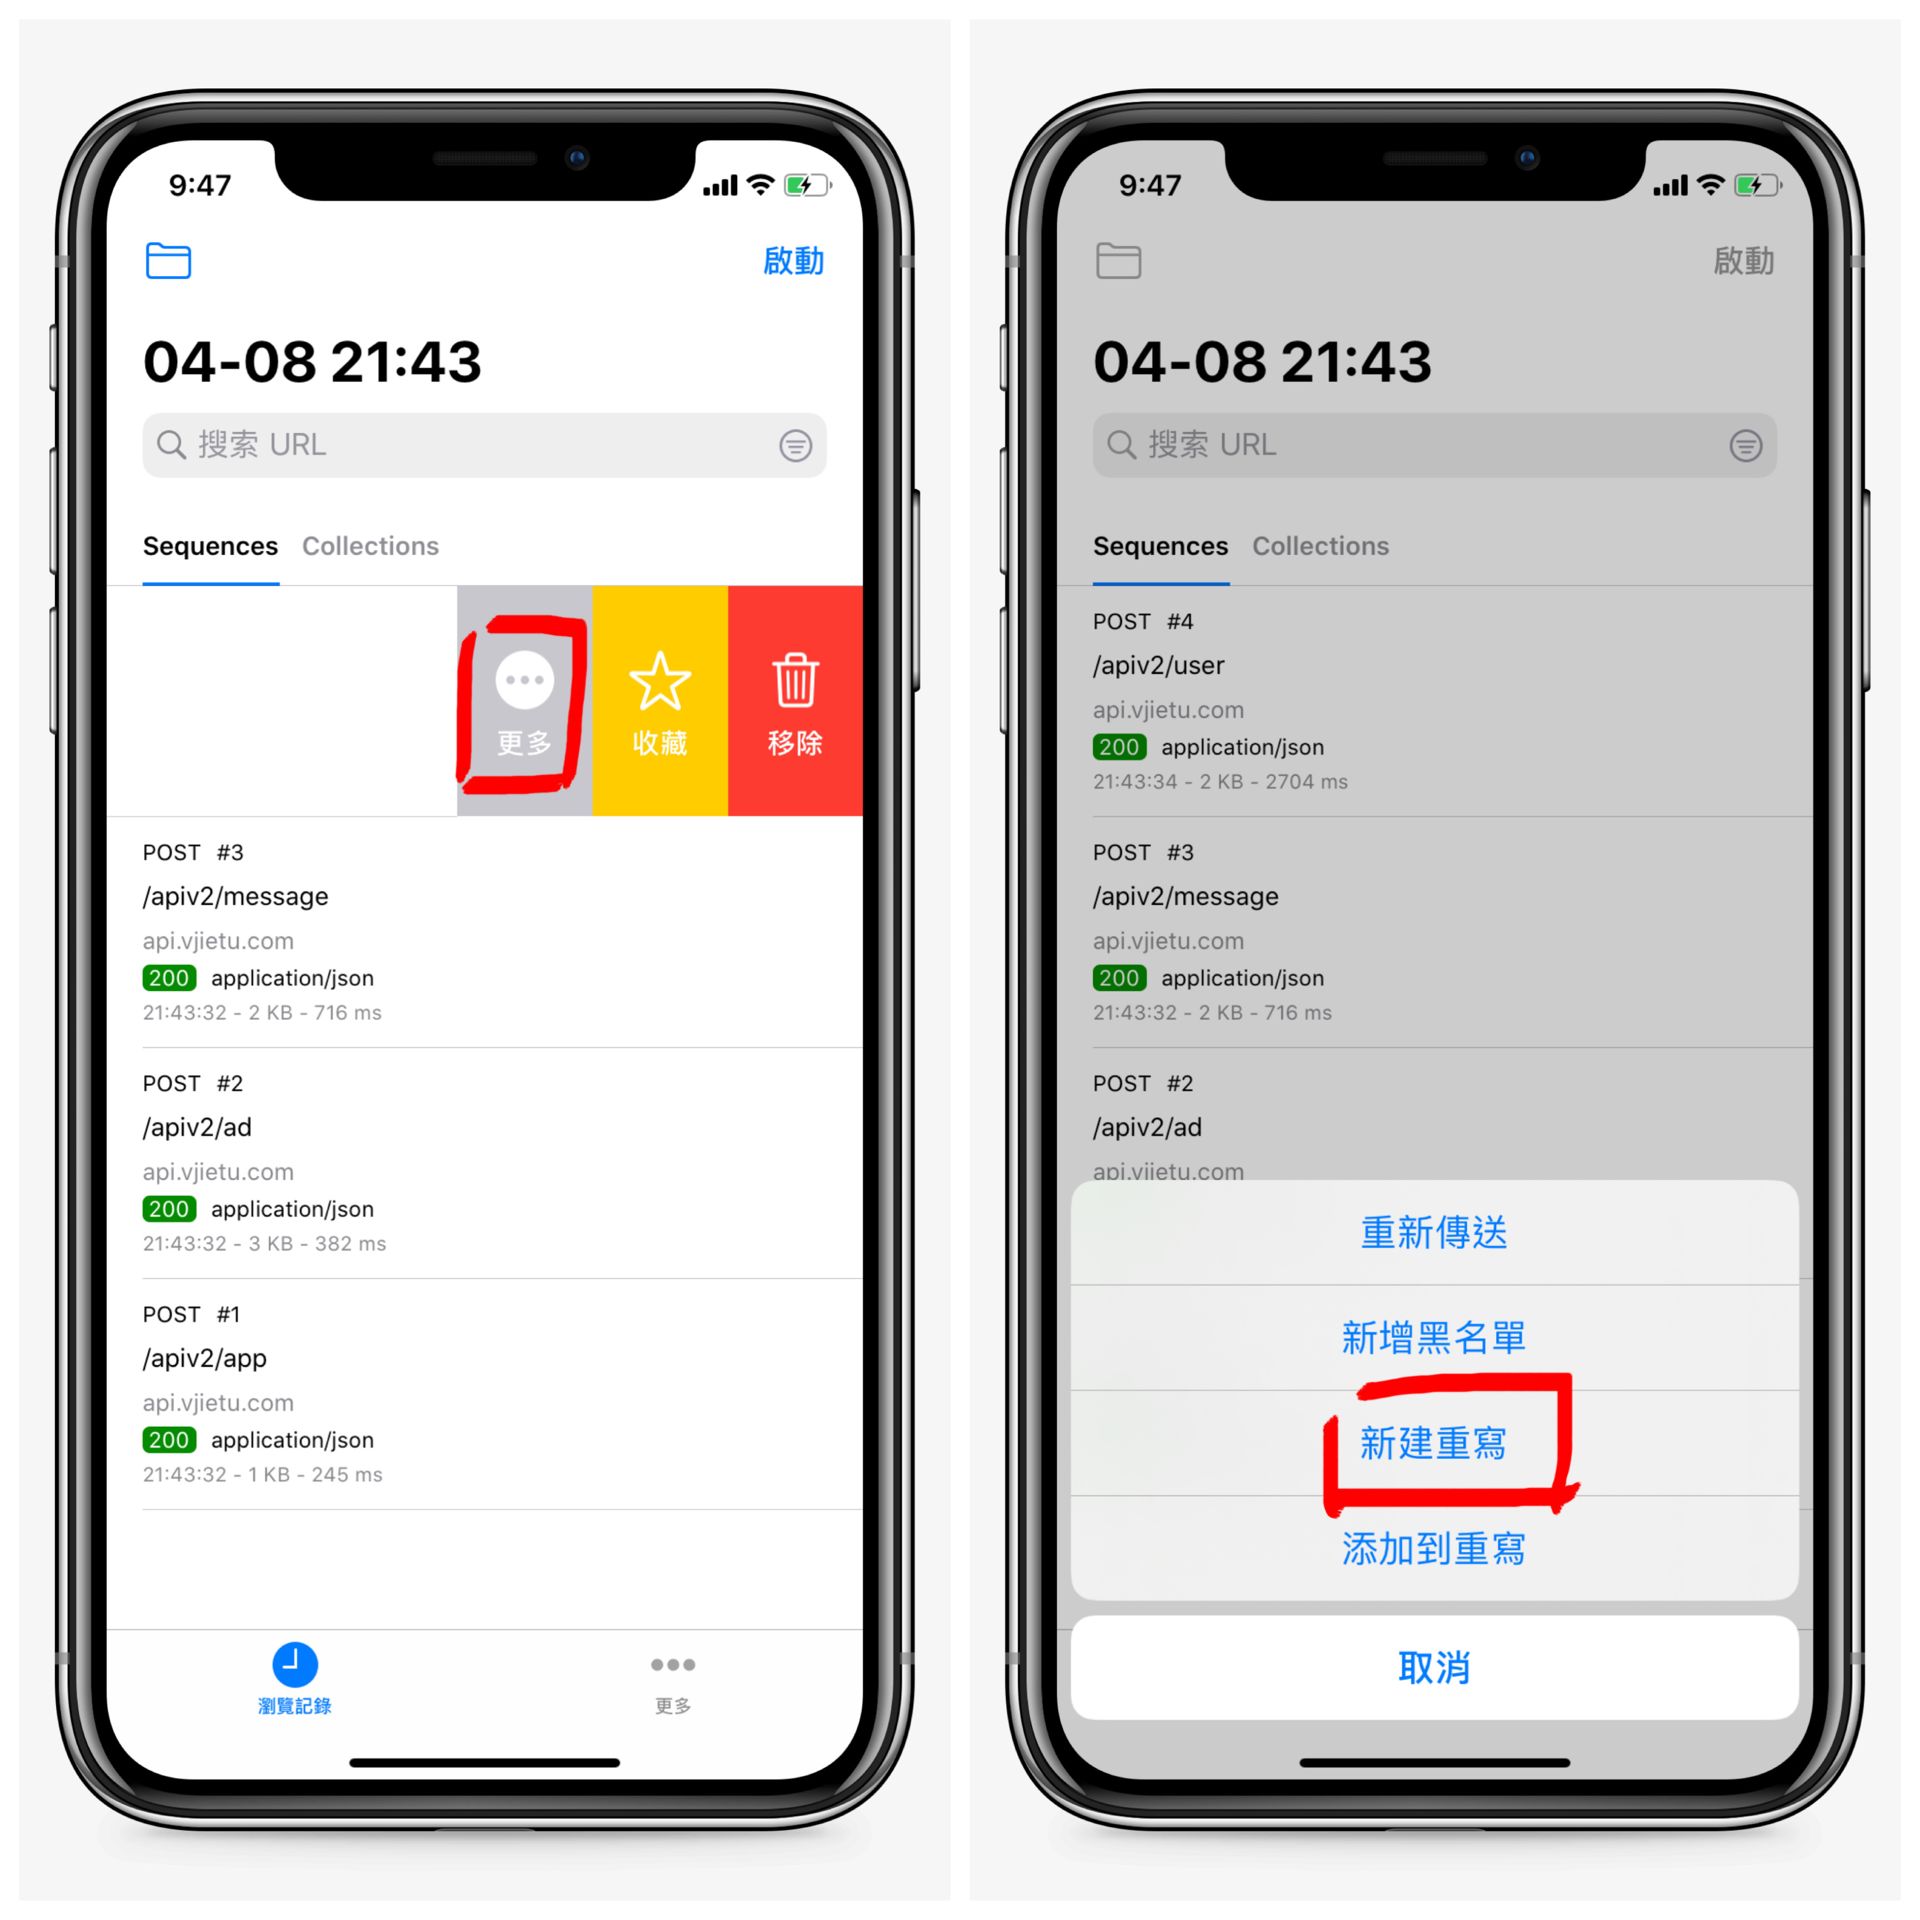 9:47
啟動
04-08 21:43
搜索 URL
Sequences Collections
更多 收藏 移除
POST #3
/apiv2/message
api.vjietu.com
200 application/json
21:43:32 - 2 KB - 716 ms
POST #2
/apiv2/ad
api.vjietu.com
200 application/json
21:43:32 - 3 KB - 382 ms
POST #1
/apiv2/app
api.vjietu.com
200 application/json
21:43:32 - 1 KB - 245 ms
瀏覽記錄 更多
9:47
啟動
04-08 21:43
搜索 URL
Sequences Collections
POST #4
/apiv2/user
api.vjietu.com
200 application/json
21:43:34 - 2 KB - 2704 ms
POST #3
/apiv2/message
api.vjietu.com
200 application/json
21:43:32 - 2 KB - 716 ms
POST #2
/apiv2/ad
api.vjietu.com
重新傳送
新增黑名單
新建重寫
添加到重寫
取消